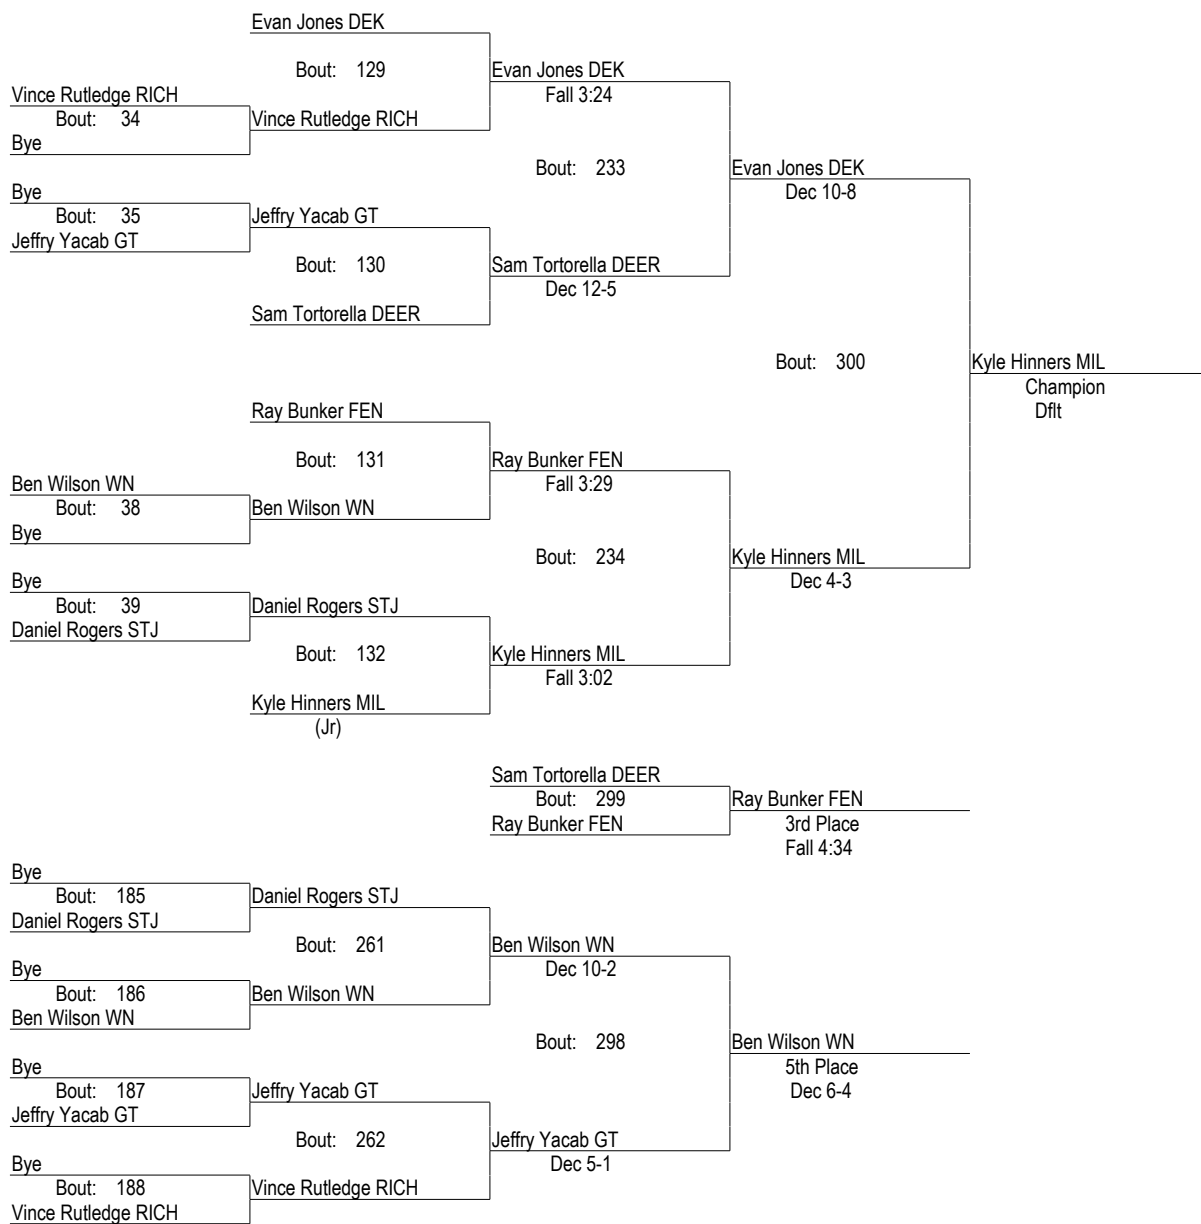 Evan Jones DEK
Bout: 129
Evan Jones DEK
Vince Rutledge RICH
Fall 3:24
Bout: 34
Vince Rutledge RICH
Bye
Bout: 233
Evan Jones DEK
Bye
Dec 10-8
Bout: 35
Jeffry Yacab GT
Jeffry Yacab GT
Bout: 130
Sam Tortorella DEER
Dec 12-5
Sam Tortorella DEER
Bout: 300
Kyle Hinners MIL
Champion
Dflt
Ray Bunker FEN
Bout: 131
Ray Bunker FEN
Ben Wilson WN
Fall 3:29
Bout: 38
Ben Wilson WN
Bye
Bout: 234
Kyle Hinners MIL
Bye
Dec 4-3
Bout: 39
Daniel Rogers STJ
Daniel Rogers STJ
Bout: 132
Kyle Hinners MIL
Fall 3:02
Kyle Hinners MIL
(Jr)
Sam Tortorella DEER
Bout: 299
Ray Bunker FEN
Ray Bunker FEN
3rd Place
Fall 4:34
Bye
Bout: 185
Daniel Rogers STJ
Daniel Rogers STJ
Bout: 261
Ben Wilson WN
Bye
Dec 10-2
Bout: 186
Ben Wilson WN
Ben Wilson WN
Bout: 298
Ben Wilson WN
Bye
5th Place
Bout: 187
Jeffry Yacab GT
Dec 6-4
Jeffry Yacab GT
Bout: 262
Jeffry Yacab GT
Bye
Dec 5-1
Bout: 188
Vince Rutledge RICH
Vince Rutledge RICH